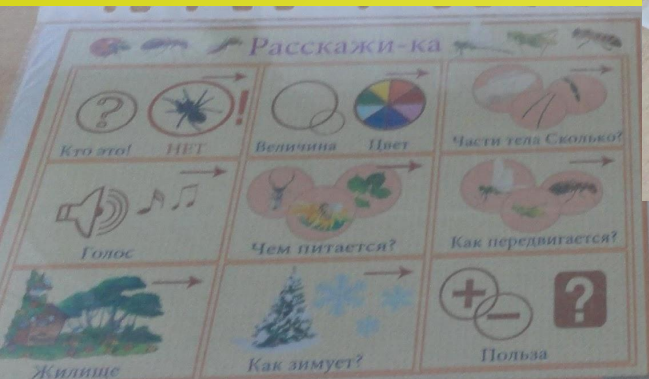 Расскажи-ка
Кто это! НЕТ
Величина Цвет
Части тела Сколько?
Голос
Чем питается?
Как передвигается?
Жилище
Как зимует?
Польза